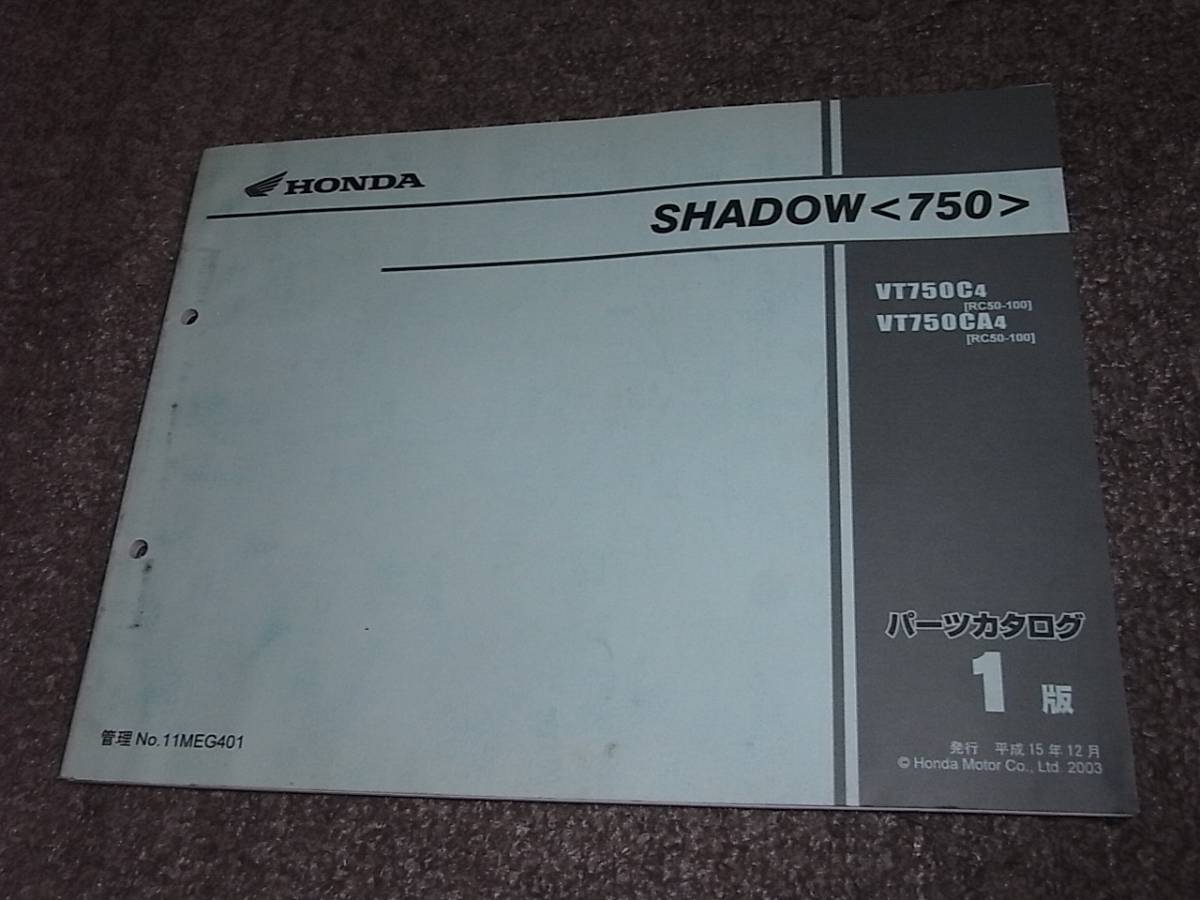 HONDA
SHADOW<750>
VT750C4
[RC50-100]
VT750CA4
[RC50-100]
パーツカタログ
1 版
管理 No.11MEG401
発行 平成 15 年 12 月
© Honda Motor Co., Ltd. 2003